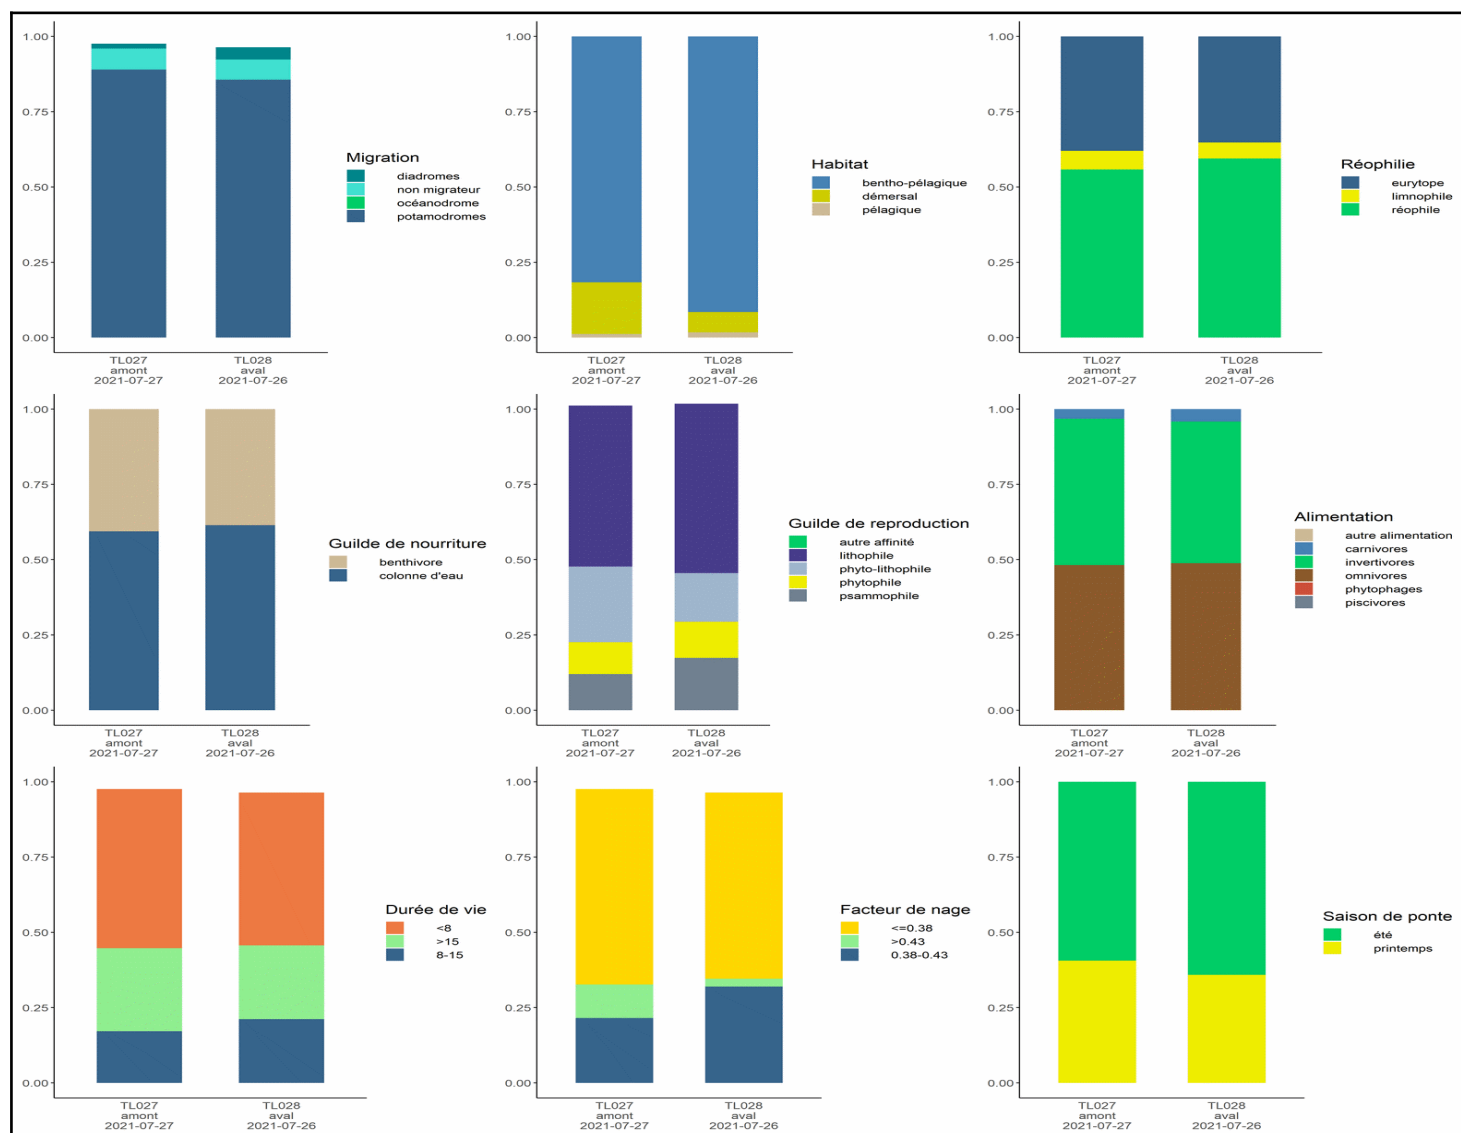 1.00
0.75
0.50
0.25
0.00
TL027
amont
2021-07-27
TL028
aval
2021-07-26
Migration
diadromes
non migrateur
océanodrome
potamodromes
1.00
0.75
0.50
0.25
0.00
TL027
amont
2021-07-27
TL028
aval
2021-07-26
Habitat
bentho-pélagique
démersal
pélagique
1.00
0.75
0.50
0.25
0.00
TL027
amont
2021-07-27
TL028
aval
2021-07-26
Réophilie
eurytope
limnophile
réophile
1.00
0.75
0.50
0.25
0.00
TL027
amont
2021-07-27
TL028
aval
2021-07-26
Guilde de nourriture
benthivore
colonne d'eau
1.00
0.75
0.50
0.25
0.00
TL027
amont
2021-07-27
TL028
aval
2021-07-26
Guilde de reproduction
autre affinité
lithophile
phyto-lithophile
phytophile
psammophile
1.00
0.75
0.50
0.25
0.00
TL027
amont
2021-07-27
TL028
aval
2021-07-26
Alimentation
autre alimentation
carnivores
invertivores
omnivores
phytophages
piscivores
1.00
0.75
0.50
0.25
0.00
TL027
amont
2021-07-27
TL028
aval
2021-07-26
Durée de vie
<8
>15
8-15
1.00
0.75
0.50
0.25
0.00
TL027
amont
2021-07-27
TL028
aval
2021-07-26
Facteur de nage
<=0.38
>0.43
0.38-0.43
1.00
0.75
0.50
0.25
0.00
TL027
amont
2021-07-27
TL028
aval
2021-07-26
Saison de ponte
été
printemps